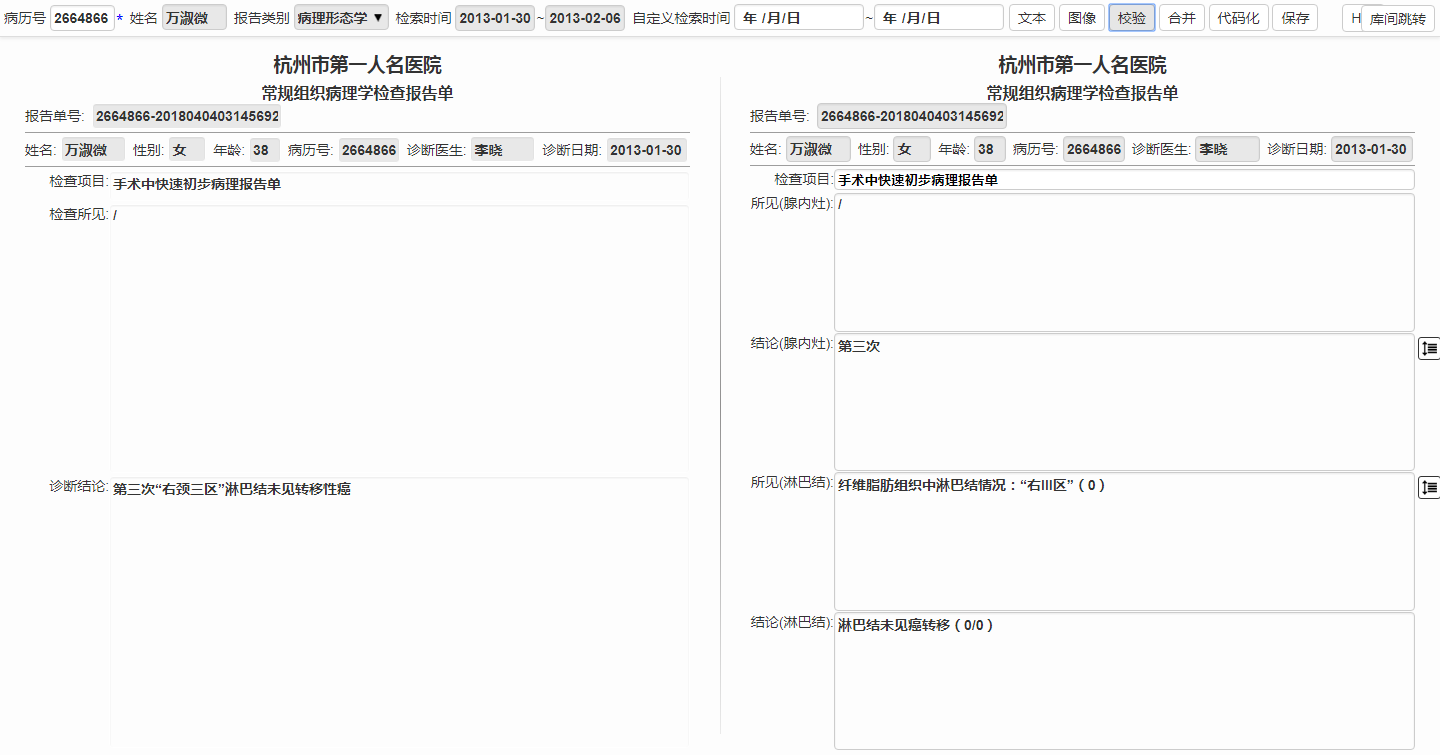 病历号 2664866 * 姓名 万淑微 报告类别 病理形态学 ▼ 检索时间 2013-01-30 ~ 2013-02-06 自定义检索时间 年 /月/日 ~ 年 /月/日 文本 图像 校验 合并 代码化 保存 H 库间跳转
杭州市第一人名医院
常规组织病理学检查报告单
报告单号: 2664866-2018040403145692
姓名: 万淑微 性别: 女 年龄: 38 病历号: 2664866 诊断医生: 李晓 诊断日期: 2013-01-30
检查项目: 手术中快速初步病理报告单
检查所见: /
诊断结论: 第三次“右颈三区”淋巴结未见转移性癌
杭州市第一人名医院
常规组织病理学检查报告单
报告单号: 2664866-2018040403145692
姓名: 万淑微 性别: 女 年龄: 38 病历号: 2664866 诊断医生: 李晓 诊断日期: 2013-01-30
检查项目: 手术中快速初步病理报告单
所见(腺内灶): /
结论(腺内灶): 第三次
所见(淋巴结): 纤维脂肪组织中淋巴结情况：“右III区”（0）
结论(淋巴结): 淋巴结未见癌转移（0/0）